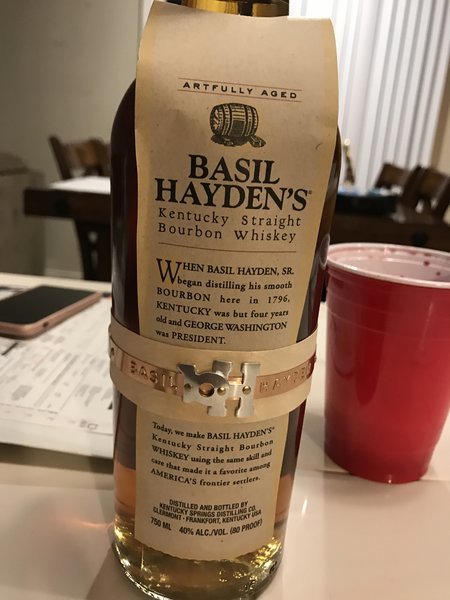 ARTFULLY AGED
BASIL
HAYDEN'S®
Kentucky Straight
Bourbon Whiskey
WHEN BASIL HAYDEN, SR.
began distilling his smooth
BOURBON here in 1796,
KENTUCKY was but four years
old and GEORGE WASHINGTON
was PRESIDENT.
BASIL BH HAYDEN
Today, we make BASIL HAYDEN'S®
Kentucky Straight Bourbon
WHISKEY using the same skill and
care that made it a favorite among
AMERICA'S frontier settlers.
DISTILLED AND BOTTLED BY
KENTUCKY SPRINGS DISTILLING CO.
CLERMONT - FRANKFORT, KENTUCKY USA
750 ML 40% ALC./VOL. (80 PROOF)